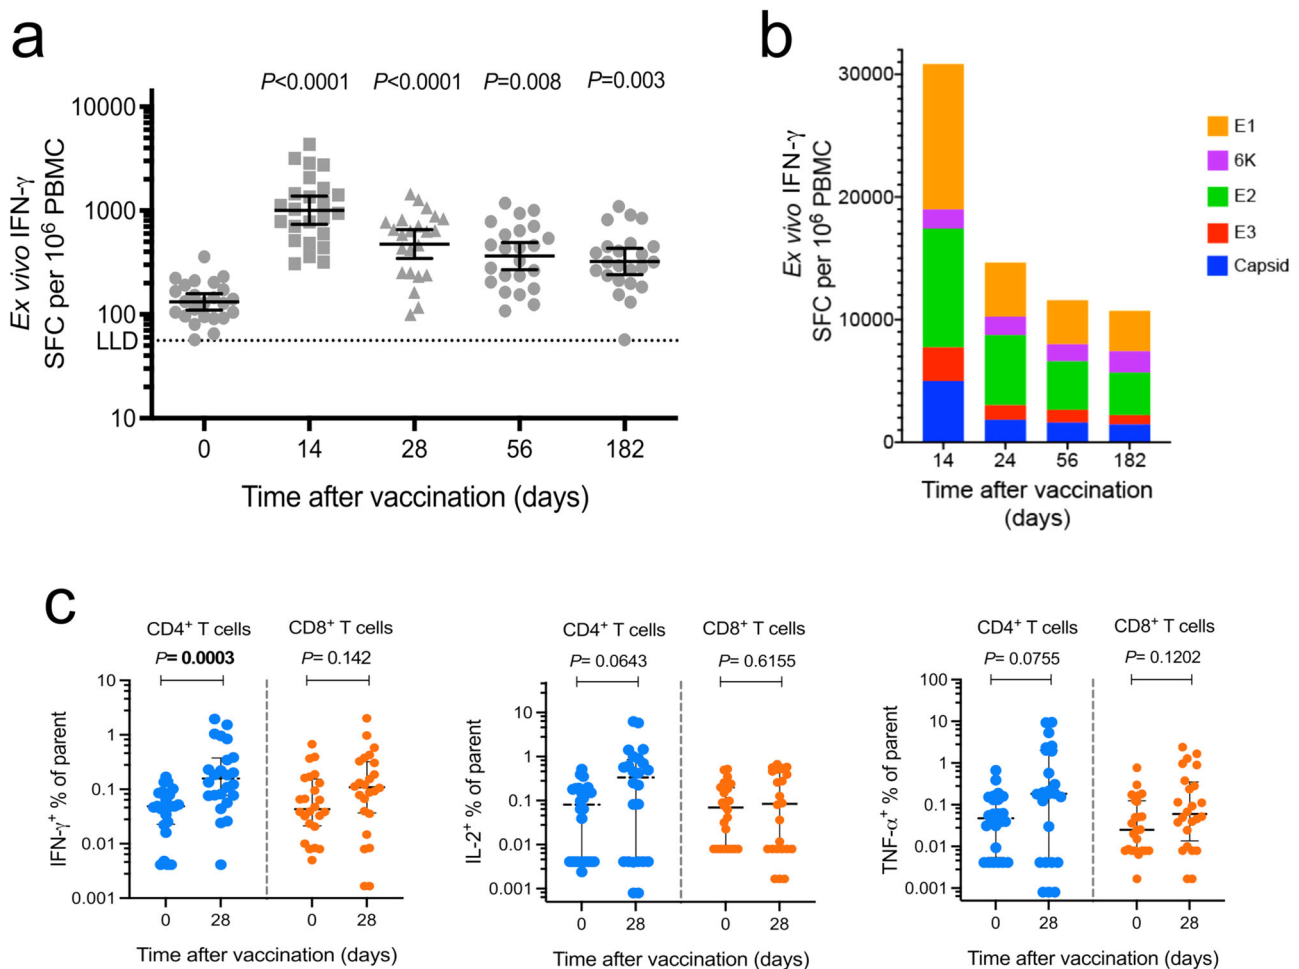 a
P<0.0001 P<0.0001 P=0.008 P=0.003
Ex vivo IFN-γ
SFC per 10⁶ PBMC
10000
1000
100
LLD
10
0 14 28 56 182
Time after vaccination (days)
b
Ex vivo IFN-γ
SFC per 10⁶ PBMC
30000
20000
10000
0
14 24 56 182
Time after vaccination
(days)
E1
6K
E2
E3
Capsid
c
CD4⁺ T cells CD8⁺ T cells
P= 0.0003 P= 0.142
IFN-γ⁺ % of parent
10
1
0.1
0.01
0.001
0 28 0 28
Time after vaccination (days)
CD4⁺ T cells CD8⁺ T cells
P= 0.0643 P= 0.6155
IL-2⁺ % of parent
10
1
0.1
0.01
0.001
0 28 0 28
Time after vaccination (days)
CD4⁺ T cells CD8⁺ T cells
P= 0.0755 P= 0.1202
TNF-α⁺ % of parent
100
10
1
0.1
0.01
0.001
0 28 0 28
Time after vaccination (days)